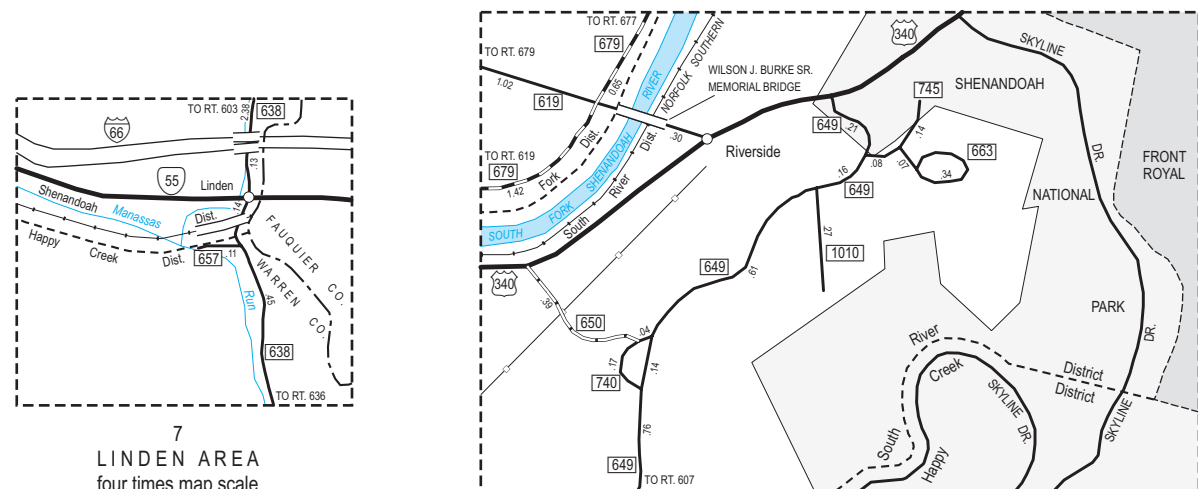 TO RT. 603
638
2.38
66
.13
55
Linden
Shenandoah
Manassas
Dist.
.14
Happy
Creek
Dist.
657
.11
FAUQUIER CO.
WARREN CO.
Run
.45
638
TO RT. 636
7
LINDEN AREA
four times map scale
TO RT. 677
679
TO RT. 679
1.02
619
0.65
RIVER
NORFOLK SOUTHERN
WILSON J. BURKE SR.
MEMORIAL BRIDGE
340
SKYLINE
SHENANDOAH
745
649
.21
.14
.30
Riverside
Dist.
Dist.
TO RT. 619
679
1.42
Fork
SHENANDOAH
River
South
FORK
SOUTH
.08
.07
663
.34
DR.
FRONT
ROYAL
.16
649
NATIONAL
.27
1010
649
.61
340
.39
650
.04
.17
.14
740
PARK
DR.
River
District
District
Creek
SKYLINE
DR.
SKYLINE
South
Happy
.76
649
TO RT. 607